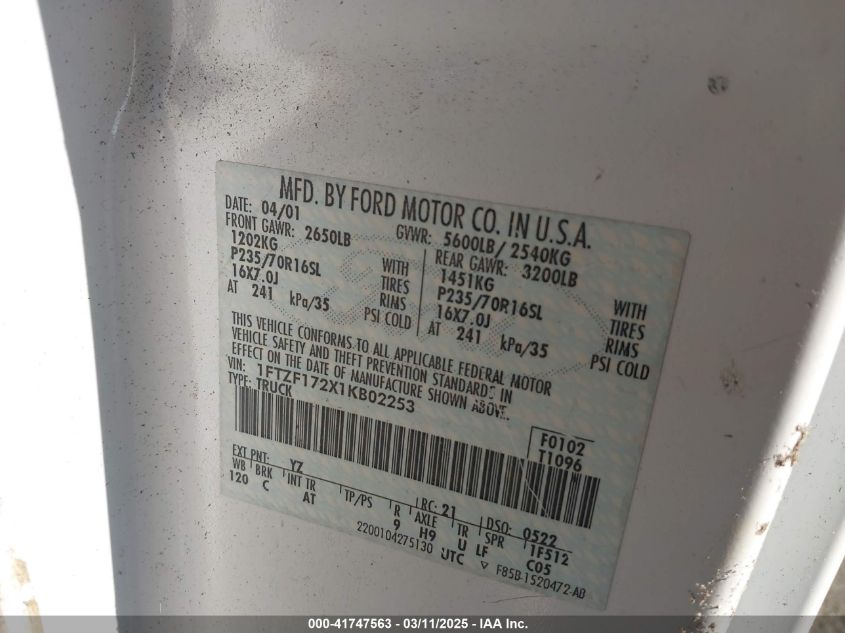 MFD. BY FORD MOTOR CO. IN U.S.A.
DATE: 04/01 GVWR: 5600LB/ 2540KG
FRONT GAWR: 2650LB REAR GAWR: 3200LB
1202KG WITH 1451KG WITH
P235/70R16SL TIRES P235/70R16SL TIRES
16X7.0J RIMS 16X7.0J RIMS
AT 241 kPa/35 PSI COLD AT 241 kPa/35 PSI COLD
THIS VEHICLE CONFORMS TO ALL APPLICABLE FEDERAL MOTOR
VEHICLE SAFETY AND THEFT PREVENTION STANDARDS IN
EFFECT ON THE DATE OF MANUFACTURE SHOWN ABOVE.
VIN: 1FTZF172X1KB02253
TYPE: TRUCK
F0102
T1096
EXT PNT: YZ RC: 21 DSO: 0522
WB BRK INT TR TP/PS R AXLE TR SPR 1F512
120 C AT 9 H9 U LF C05
2200104275130 UTC F85B-1520472-AB
000-41747563 - 03/11/2025 - IAA Inc.